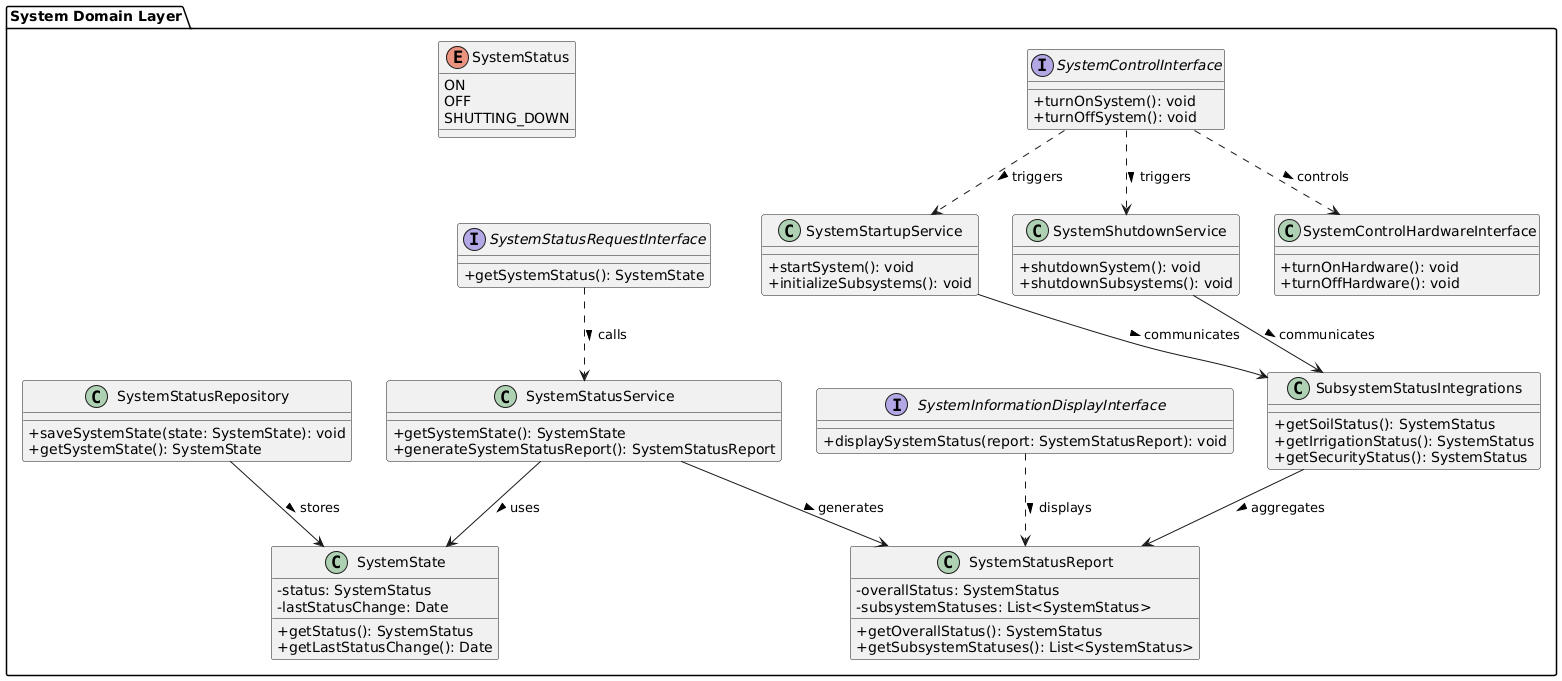 System Domain Layer
E SystemStatus
ON
OFF
SHUTTING_DOWN
I SystemControlInterface
+turnOnSystem(): void
+turnOffSystem(): void
triggers
triggers
controls
I SystemStatusRequestInterface
+getSystemStatus(): SystemState
C SystemStartupService
+startSystem(): void
+initializeSubsystems(): void
C SystemShutdownService
+shutdownSystem(): void
+shutdownSubsystems(): void
C SystemControlHardwareInterface
+turnOnHardware(): void
+turnOffHardware(): void
calls
communicates
communicates
C SystemStatusRepository
+saveSystemState(state: SystemState): void
+getSystemState(): SystemState
C SystemStatusService
+getSystemState(): SystemState
+generateSystemStatusReport(): SystemStatusReport
I SystemInformationDisplayInterface
+displaySystemStatus(report: SystemStatusReport): void
C SubsystemStatusIntegrations
+getSoilStatus(): SystemStatus
+getIrrigationStatus(): SystemStatus
+getSecurityStatus(): SystemStatus
stores
uses
generates
displays
aggregates
C SystemState
-status: SystemStatus
-lastStatusChange: Date
+getStatus(): SystemStatus
+getLastStatusChange(): Date
C SystemStatusReport
-overallStatus: SystemStatus
-subsystemStatuses: List<SystemStatus>
+getOverallStatus(): SystemStatus
+getSubsystemStatuses(): List<SystemStatus>